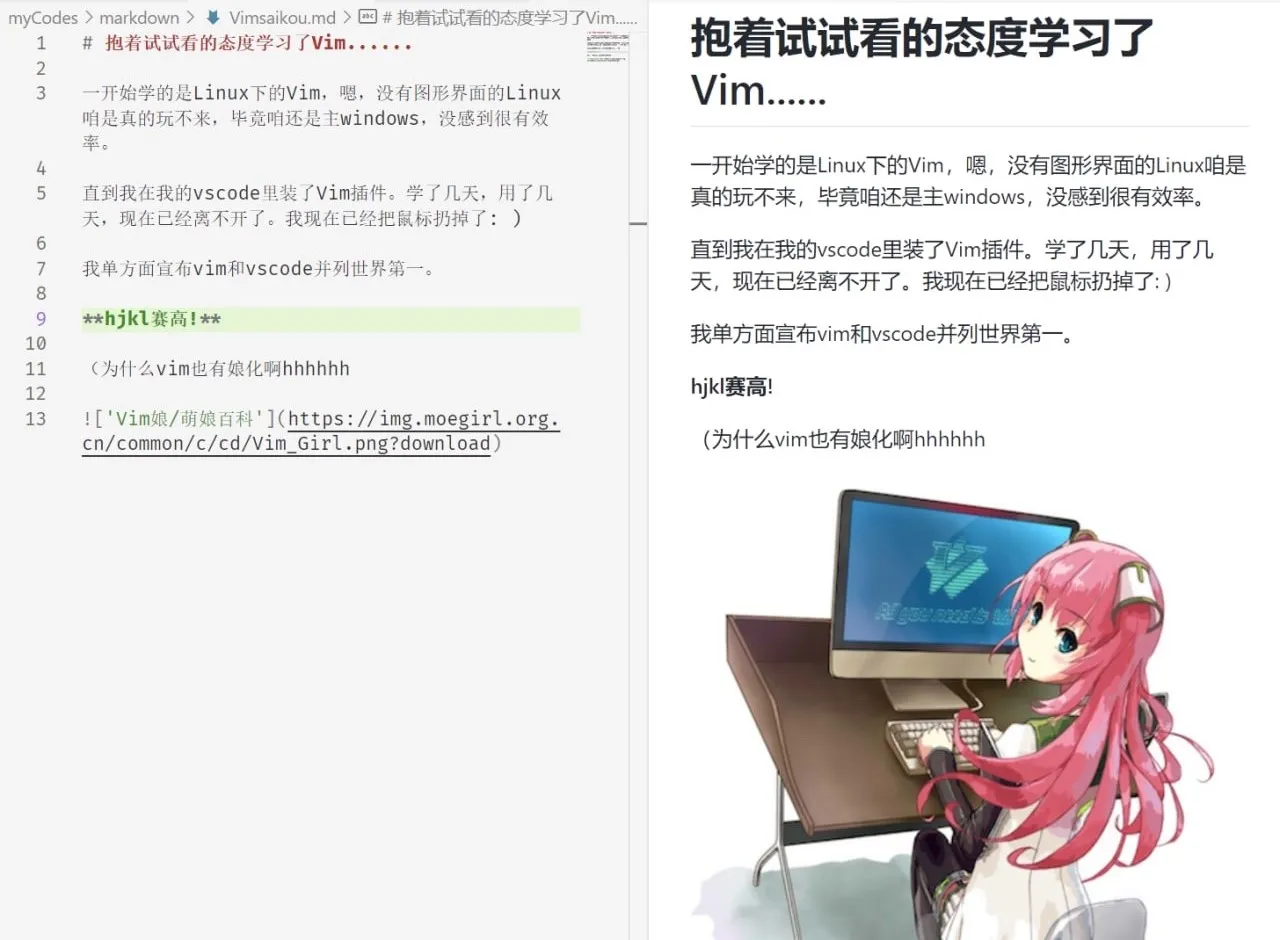 myCodes > markdown > Vimsaikou.md > # 抱着试试看的态度学习了Vim......
1 # 抱着试试看的态度学习了Vim......
2
3 一开始学的是Linux下的Vim，嗯，没有图形界面的Linux
咱是真的玩不来，毕竟咱还是主windows，没感到很有效
率。
4
5 直到我在我的vscode里装了Vim插件。学了几天，用了几
天，现在已经离不开了。我现在已经把鼠标扔掉了: )
6
7 我单方面宣布vim和vscode并列世界第一。
8
9 **hjkl赛高!**
10
11 （为什么vim也有娘化啊hhhhhh
12
13 !['Vim娘/萌娘百科'](https://img.moegirl.org.
cn/common/c/cd/Vim_Girl.png?download)
抱着试试看的态度学习了
Vim......
一开始学的是Linux下的Vim，嗯，没有图形界面的Linux咱是
真的玩不来，毕竟咱还是主windows，没感到很有效率。
直到我在我的vscode里装了Vim插件。学了几天，用了几
天，现在已经离不开了。我现在已经把鼠标扔掉了: )
我单方面宣布vim和vscode并列世界第一。
hjkl赛高!
（为什么vim也有娘化啊hhhhhh
All you need is